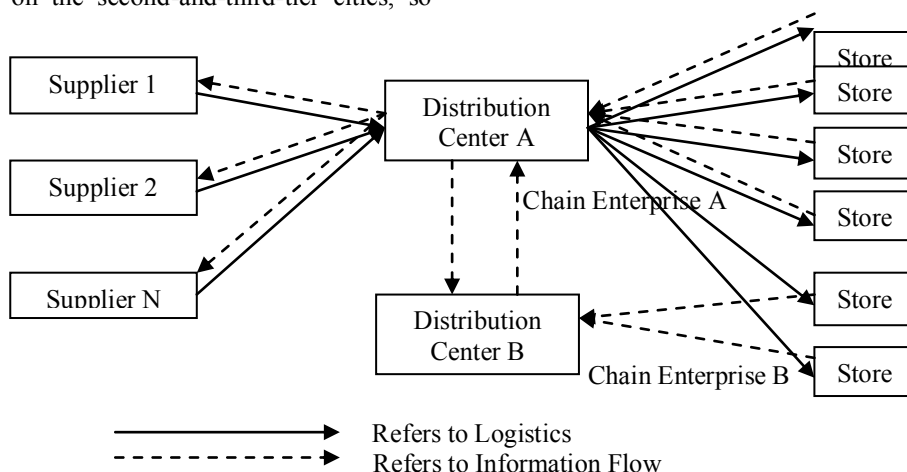 on the second-and-third-tier cities, so
Supplier 1
Supplier 2
Supplier N
Distribution
Center A
Chain Enterprise A
Distribution
Center B
Chain Enterprise B
Store
Store
Store
Store
Store
Store
Refers to Logistics
Refers to Information Flow